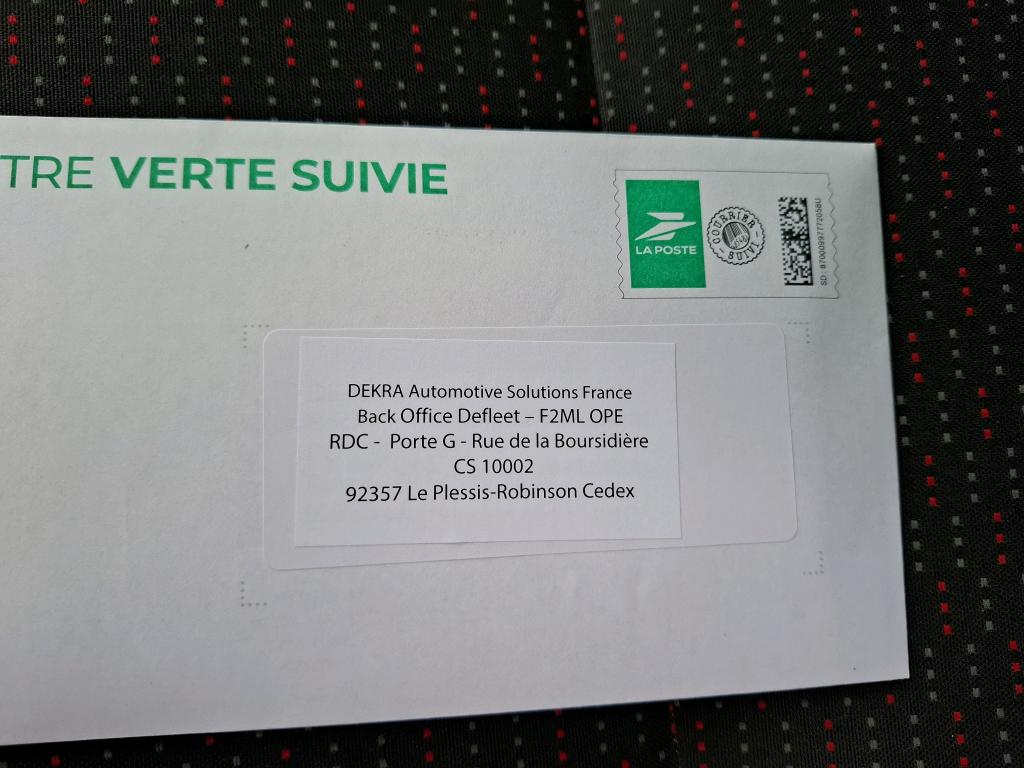 TRE VERTE SUIVIE
LA POSTE
COURRIER
SUIVI
DEKRA Automotive Solutions France
Back Office Defleet – F2ML OPE
RDC - Porte G - Rue de la Boursidière
CS 10002
92357 Le Plessis-Robinson Cedex